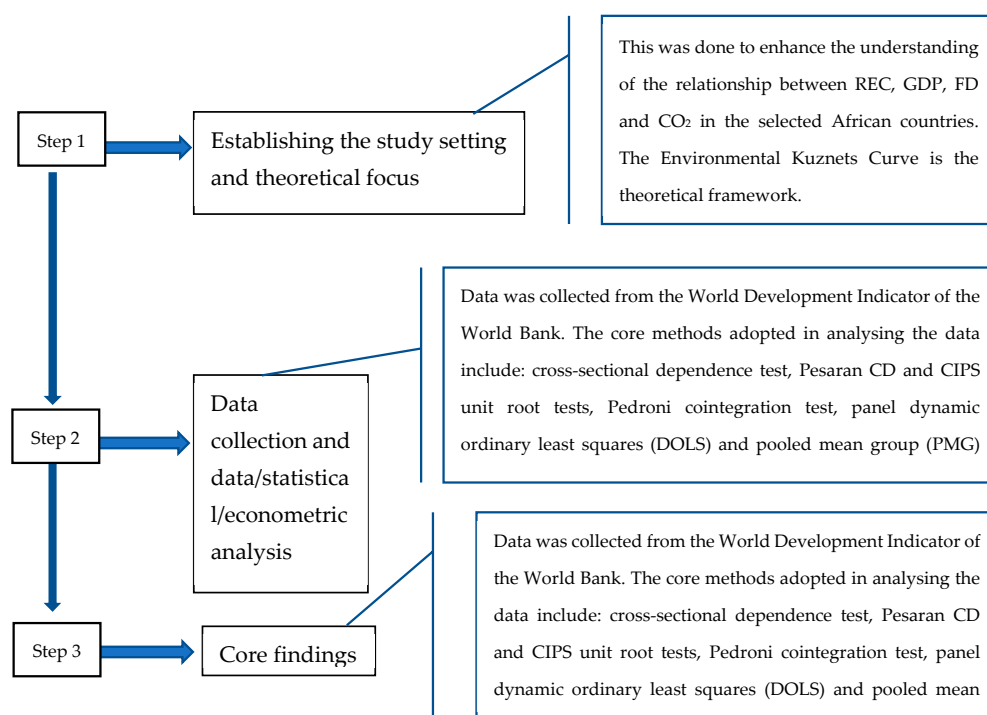 Step 1
Establishing the study setting
and theoretical focus
This was done to enhance the understanding
of the relationship between REC, GDP, FD
and CO₂ in the selected African countries.
The Environmental Kuznets Curve is the
theoretical framework.
Step 2
Data
collection and
data/statistica
l/econometric
analysis
Data was collected from the World Development Indicator of the
World Bank. The core methods adopted in analysing the data
include: cross-sectional dependence test, Pesaran CD and CIPS
unit root tests, Pedroni cointegration test, panel dynamic
ordinary least squares (DOLS) and pooled mean group (PMG)
Step 3
Core findings
Data was collected from the World Development Indicator of
the World Bank. The core methods adopted in analysing the
data include: cross-sectional dependence test, Pesaran CD
and CIPS unit root tests, Pedroni cointegration test, panel
dynamic ordinary least squares (DOLS) and pooled mean